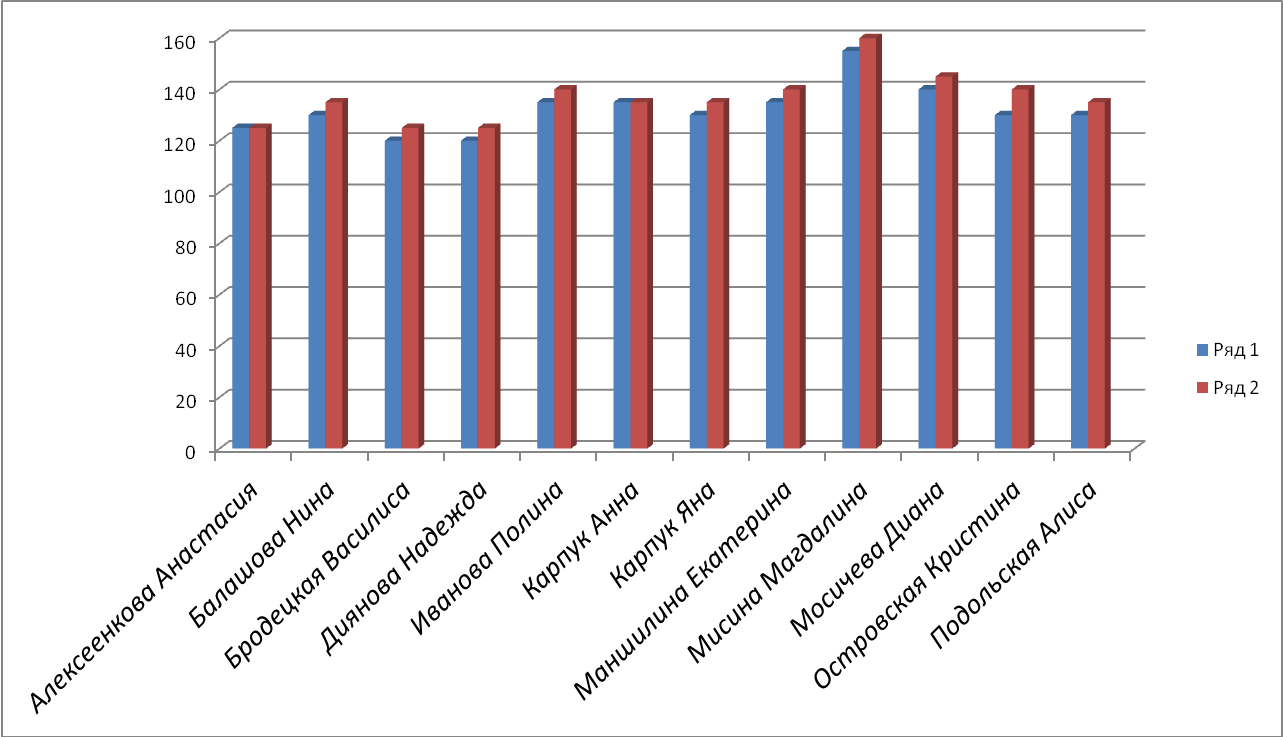 160
140
120
100
80
60
40
20
0
Алексеенкова Анастасия
Балашова Нина
Бродецкая Василиса
Диянова Надежда
Иванова Полина
Карпук Анна
Карпук Яна
Маншилина Екатерина
Мисина Магдалина
Мосичева Диана
Островская Кристина
Подольская Алиса
Ряд 1
Ряд 2